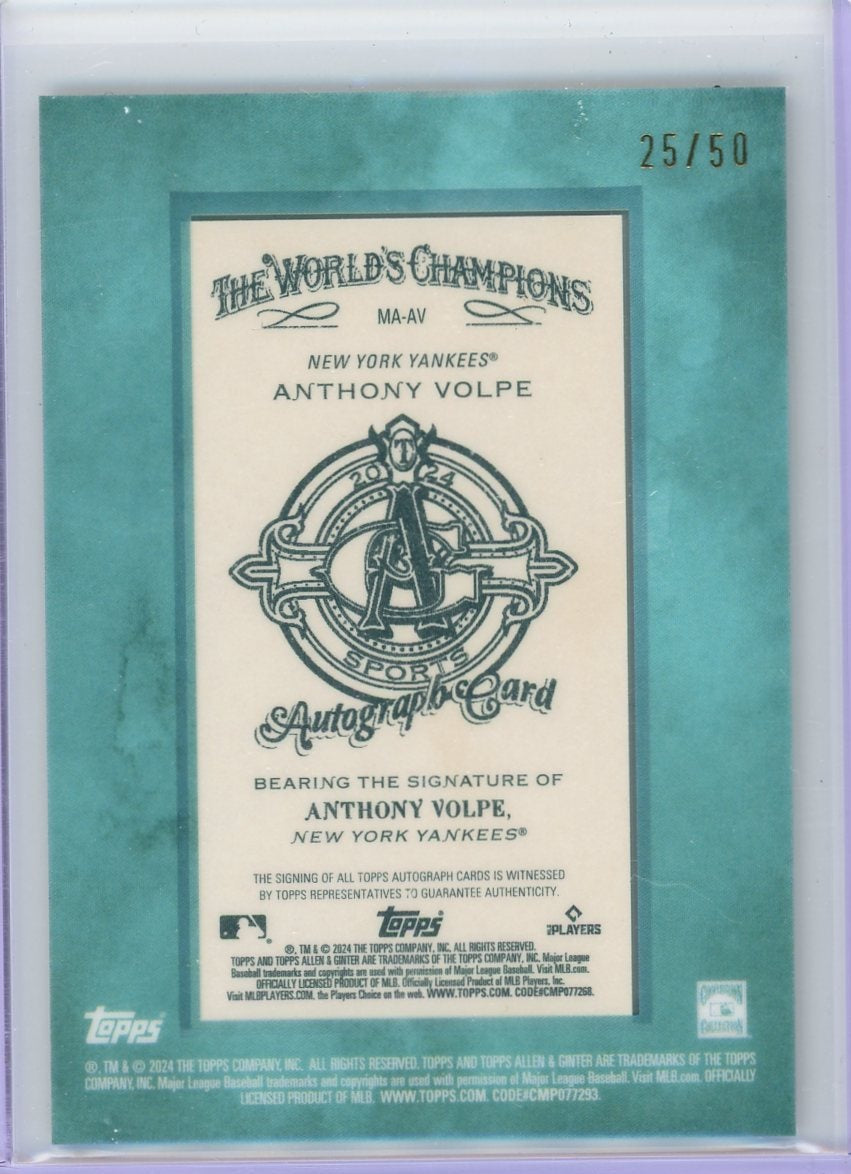 25/50
THE WORLD'S CHAMPIONS
MA-AV
NEW YORK YANKEES®
ANTHONY VOLPE
T
20 24
A&G
SPORTS
Autograph Card
BEARING THE SIGNATURE OF
ANTHONY VOLPE,
NEW YORK YANKEES®
THE SIGNING OF ALL TOPPS AUTOGRAPH CARDS IS WITNESSED
BY TOPPS REPRESENTATIVES TO GUARANTEE AUTHENTICITY.
topps
PLAYERS
®, TM & © 2024 THE TOPPS COMPANY, INC. ALL RIGHTS RESERVED.
TOPPS AND TOPPS ALLEN & GINTER ARE TRADEMARKS OF THE TOPPS COMPANY, INC. Major League
Baseball trademarks and copyrights are used with permission of Major League Baseball. Visit MLB.com.
OFFICIALLY LICENSED PRODUCT OF MLB. Officially Licensed Product of MLB Players, Inc.
Visit MLBPLAYERS.COM, the Players Choice on the web. WWW.TOPPS.COM. CODE#CMP077268.
topps
®, TM & © 2024 THE TOPPS COMPANY, INC. ALL RIGHTS RESERVED. TOPPS AND TOPPS ALLEN & GINTER ARE TRADEMARKS OF THE TOPPS
COMPANY, INC. Major League Baseball trademarks and copyrights are used with permission of Major League Baseball. Visit MLB.com. OFFICIALLY
LICENSED PRODUCT OF MLB. WWW.TOPPS.COM. CODE#CMP077293.